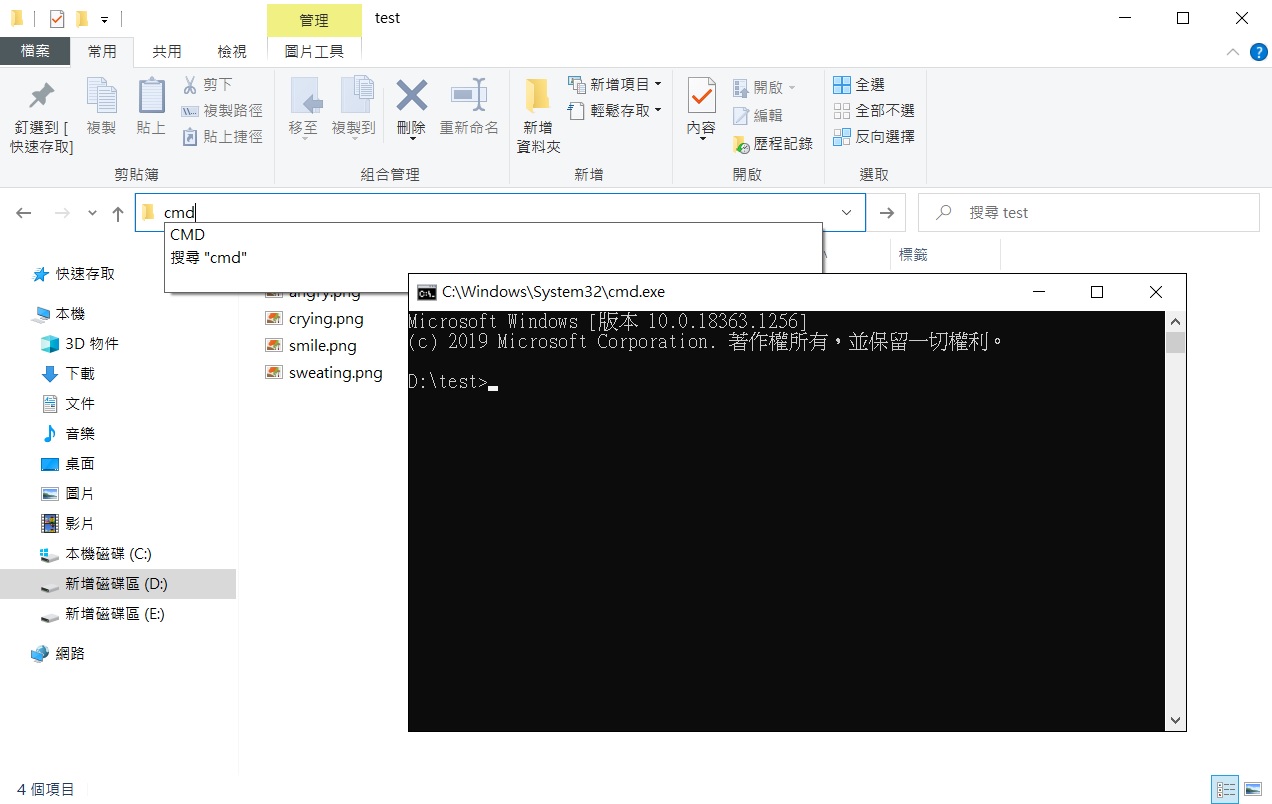 管理
test
檔案
常用
共用
檢視
圖片工具
釘選到 [
快速存取]
複製
貼上
剪下
複製路徑
貼上捷徑
剪貼簿
移至
複製到
刪除
重新命名
組合管理
新增
資料夾
新增項目
輕鬆存取
新增
內容
開啟
編輯
歷程記錄
開啟
全選
全部不選
反向選擇
選取
cmd
搜尋 test
CMD
搜尋 "cmd"
標籤
快速存取
本機
3D 物件
下載
文件
音樂
桌面
圖片
影片
本機磁碟 (C:)
新增磁碟區 (D:)
新增磁碟區 (E:)
網路
angry.png
crying.png
smile.png
sweating.png
C:\Windows\System32\cmd.exe
Microsoft Windows [版本 10.0.18363.1256]
(c) 2019 Microsoft Corporation. 著作權所有，並保留一切權利。
D:\test>
4 個項目